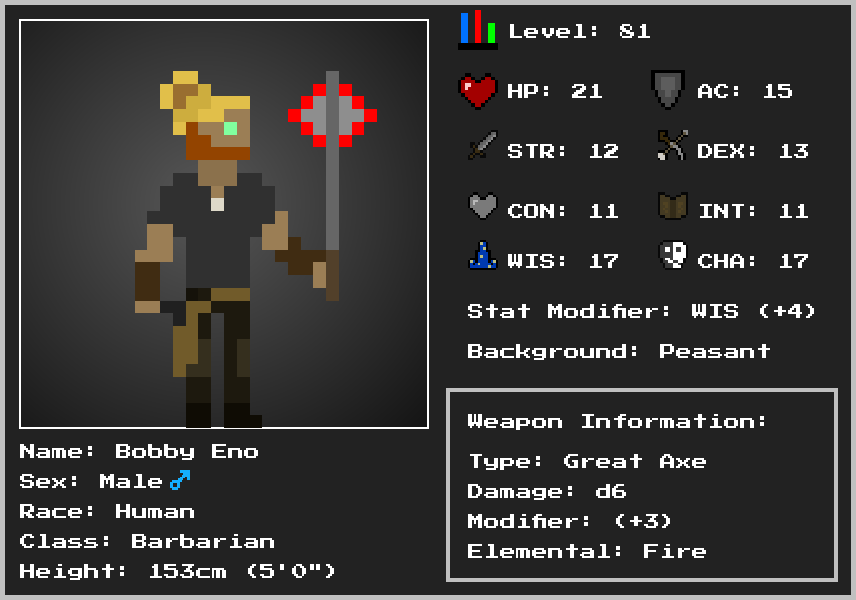 Level: 81
HP: 21 AC: 15
STR: 12 DEX: 13
CON: 11 INT: 11
WIS: 17 CHA: 17
Stat Modifier: WIS (+4)
Background: Peasant
Weapon Information:
Type: Great Axe
Damage: d6
Modifier: (+3)
Elemental: Fire
Name: Bobby Eno
Sex: Male ♂
Race: Human
Class: Barbarian
Height: 153cm (5'0")